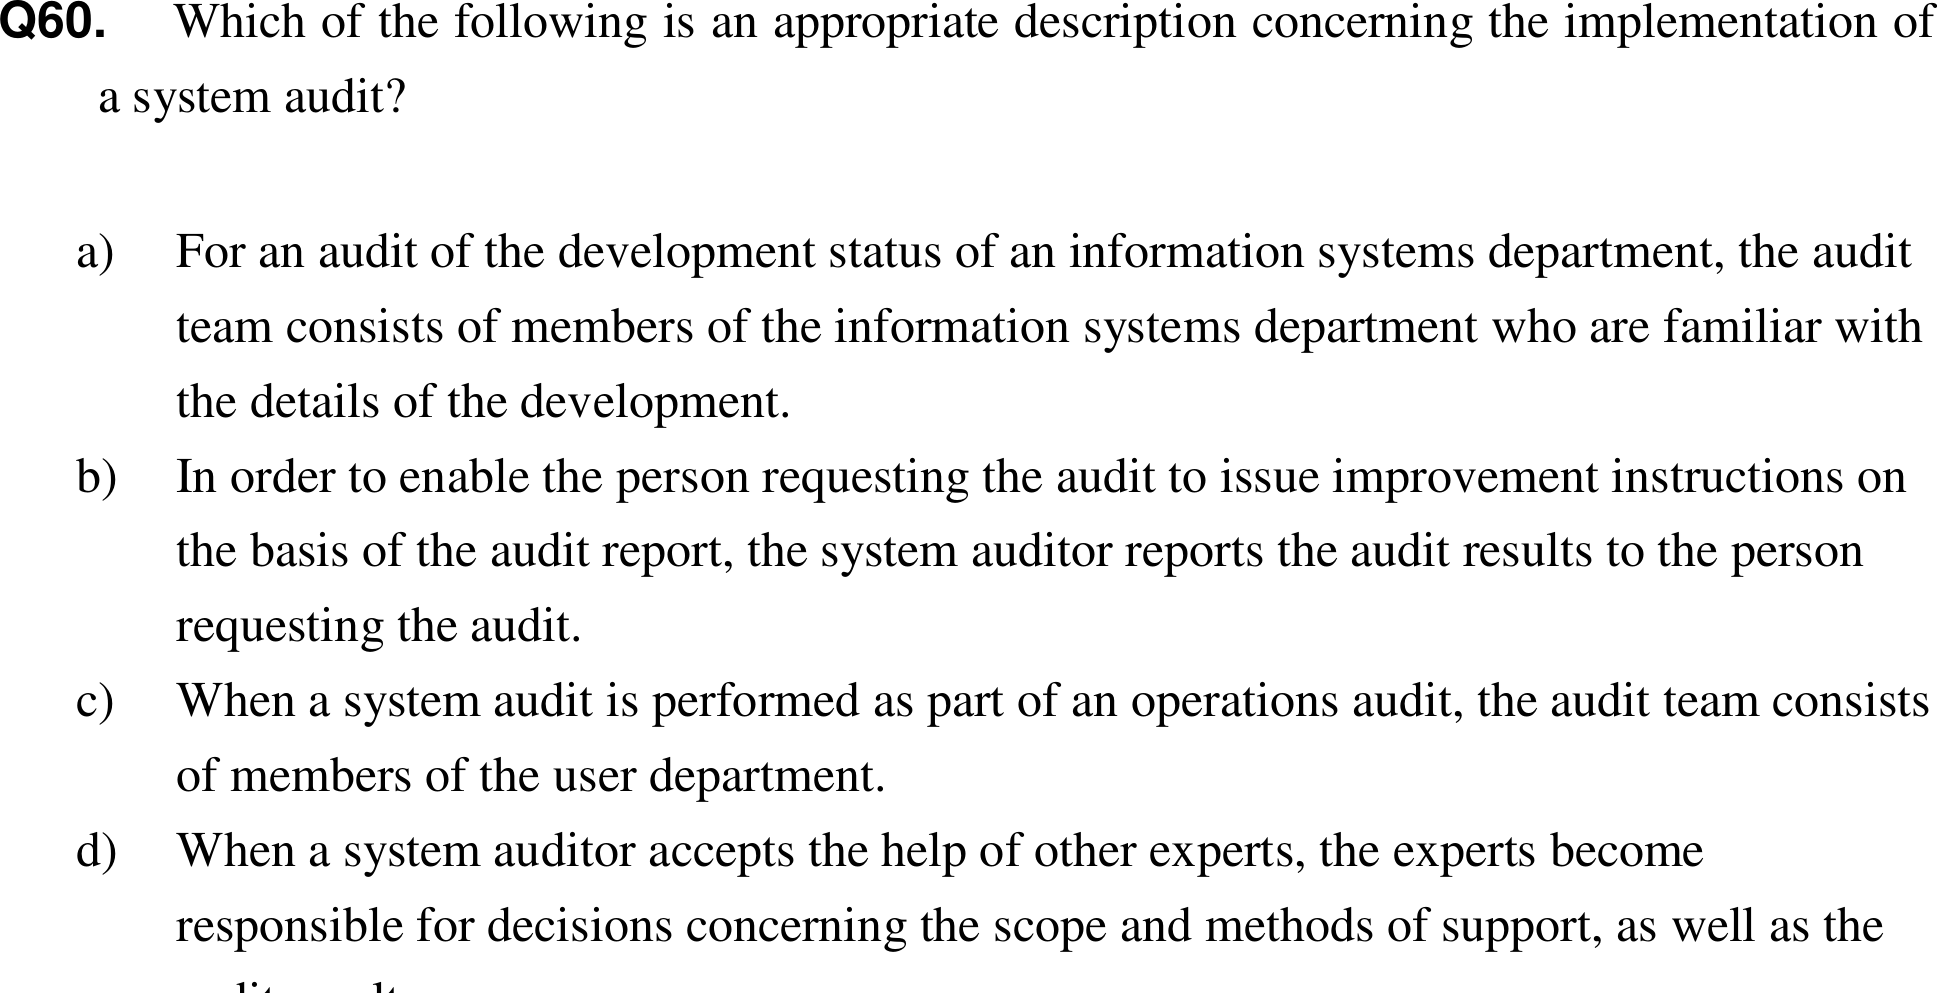 Q60. Which of the following is an appropriate description concerning the implementation of
a system audit?
a) For an audit of the development status of an information systems department, the audit
team consists of members of the information systems department who are familiar with
the details of the development.
b) In order to enable the person requesting the audit to issue improvement instructions on
the basis of the audit report, the system auditor reports the audit results to the person
requesting the audit.
c) When a system audit is performed as part of an operations audit, the audit team consists
of members of the user department.
d) When a system auditor accepts the help of other experts, the experts become
responsible for decisions concerning the scope and methods of support, as well as the